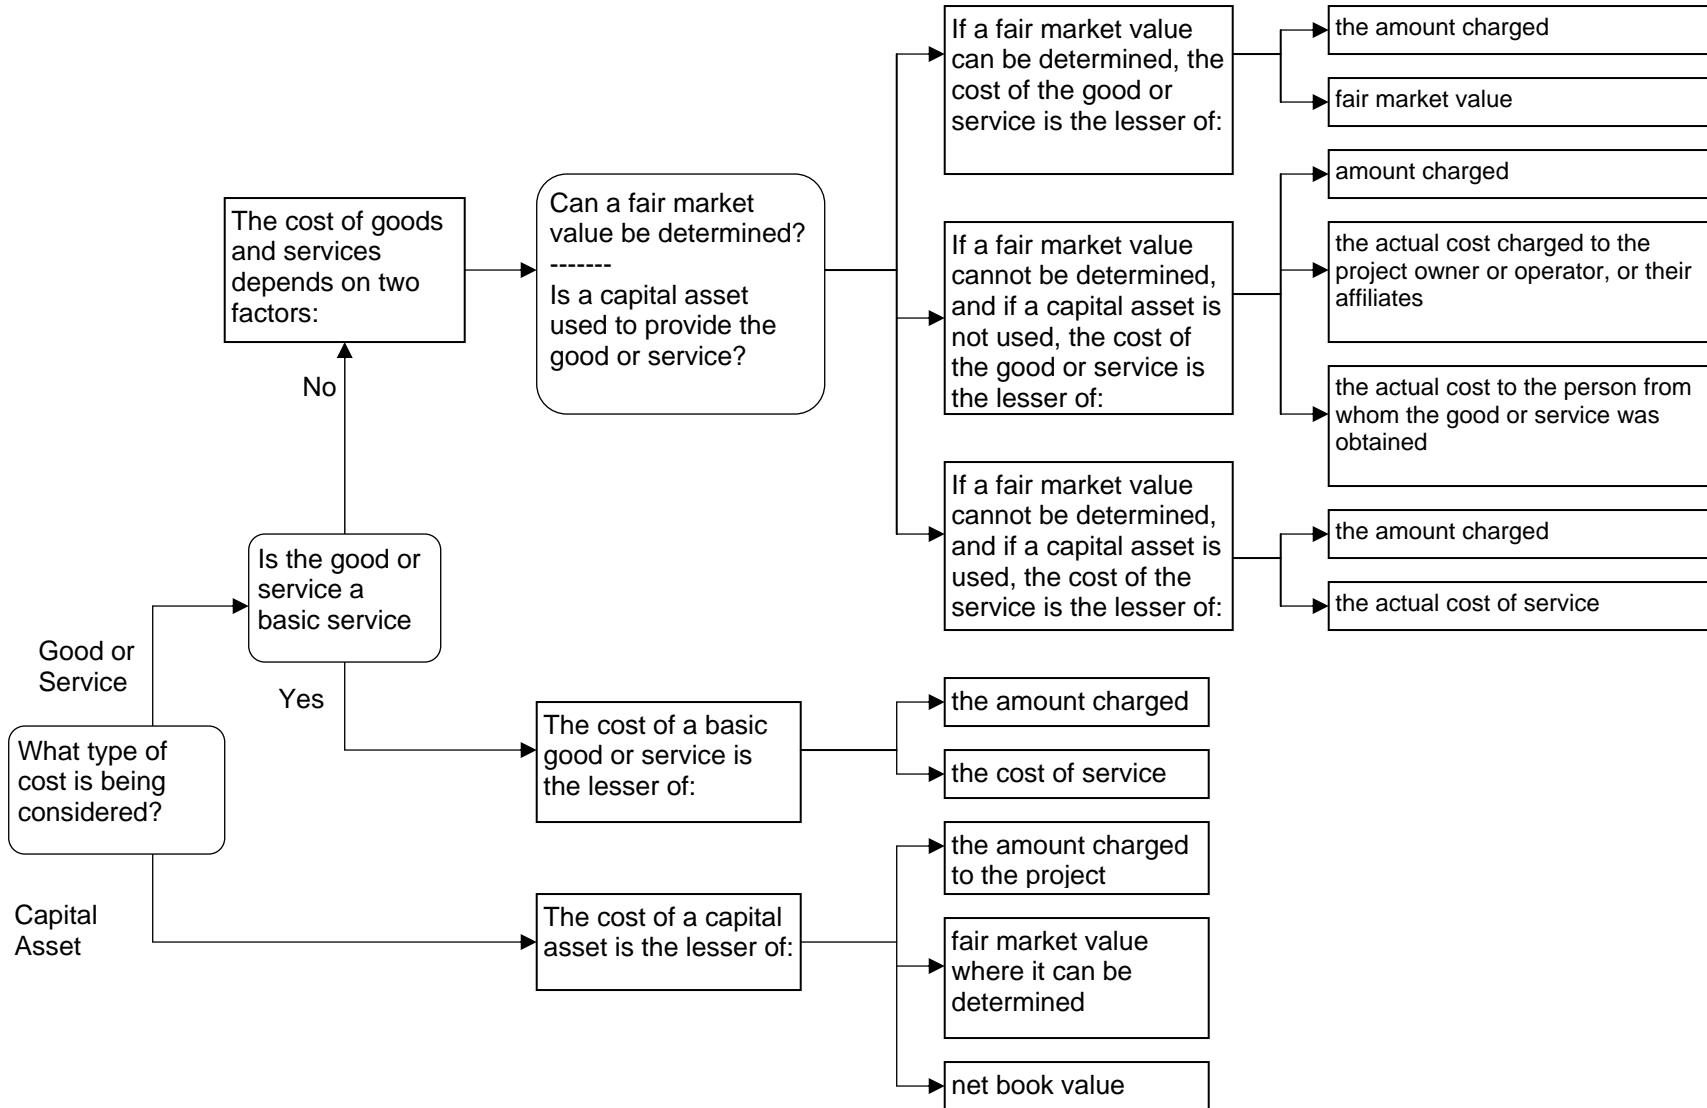 If a fair market value
can be determined, the
cost of the good or
service is the lesser of:
the amount charged
fair market value
The cost of goods
and services
depends on two
factors:
Can a fair market
value be determined?
-------
Is a capital asset
used to provide the
good or service?
If a fair market value
cannot be determined,
and if a capital asset is
not used, the cost of
the good or service is
the lesser of:
amount charged
the actual cost charged to the
project owner or operator, or their
affiliates
the actual cost to the person from
whom the good or service was
obtained
No
If a fair market value
cannot be determined,
and if a capital asset is
used, the cost of the
service is the lesser of:
the amount charged
the actual cost of service
Is the good or
service a
basic service
Good or
Service
Yes
What type of
cost is being
considered?
The cost of a basic
good or service is
the lesser of:
the amount charged
the cost of service
Capital
Asset
The cost of a capital
asset is the lesser of:
the amount charged
to the project
fair market value
where it can be
determined
net book value